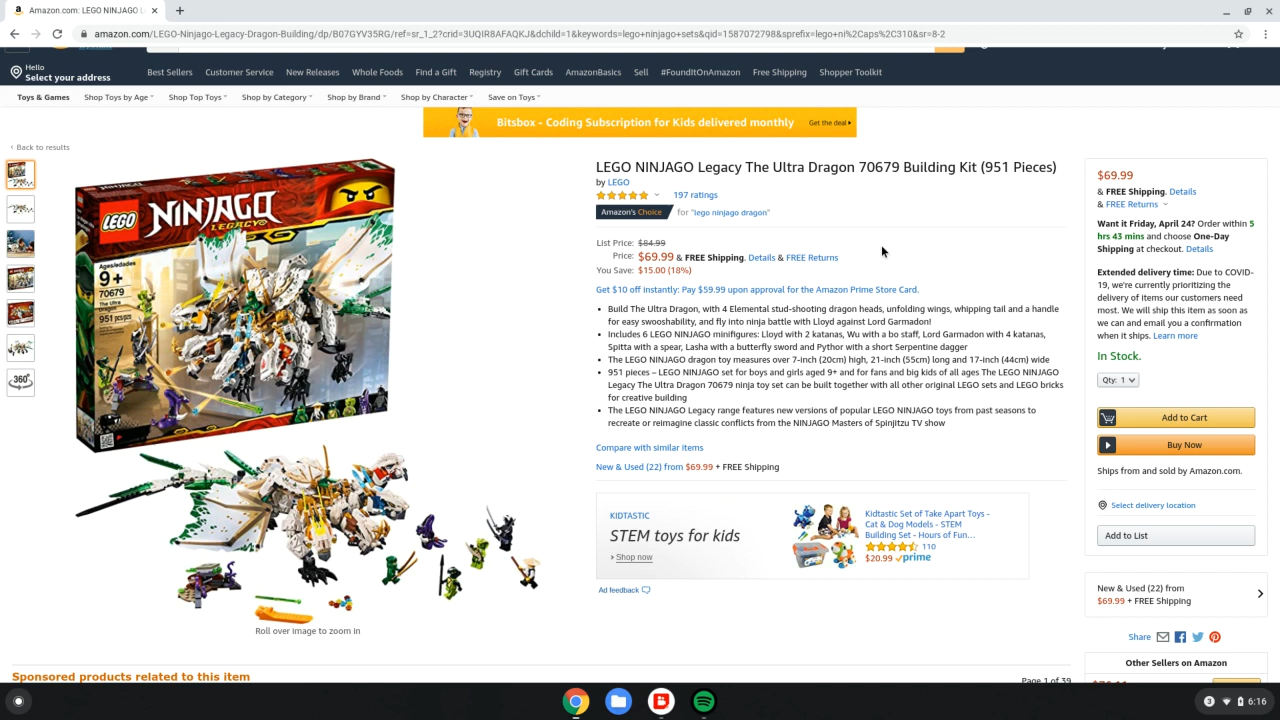 Amazon.com: LEGO NINJAGO L
amazon.com/LEGO-Ninjago-Legacy-Dragon-Building/dp/B07GYV35RG/ref=sr_1_2?crid=3UQIR8AFAQKJ&dchild=1&keywords=lego+ninjago+sets&qid=1587072798&sprefix=lego+ni%2Caps%2C310&sr=8-2
Hello
Select your address
Best Sellers Customer Service New Releases Whole Foods Find a Gift Registry Gift Cards AmazonBasics Sell #FoundItOnAmazon Free Shipping Shopper Toolkit
Toys & Games Shop Toys by Age Shop Top Toys Shop by Category Shop by Brand Shop by Character Save on Toys
Bitsbox - Coding Subscription for Kids delivered monthly Get the deal
Back to results
LEGO
NINJAGO
LEGACY
Ages/edades
9+
70679
The Ultra
Dragon
951 pcs/pzs
360°
Roll over image to zoom in
LEGO NINJAGO Legacy The Ultra Dragon 70679 Building Kit (951 Pieces)
by LEGO
197 ratings
Amazon's Choice for "lego ninjago dragon"
List Price: $84.99
Price: $69.99 & FREE Shipping. Details & FREE Returns
You Save: $15.00 (18%)
Get $10 off instantly: Pay $59.99 upon approval for the Amazon Prime Store Card.
• Build The Ultra Dragon, with 4 Elemental stud-shooting dragon heads, unfolding wings, whipping tail and a handle
for easy swooshability, and fly into ninja battle with Lloyd against Lord Garmadon!
• Includes 6 LEGO NINJAGO minifigures: Lloyd with 2 katanas, Wu with a bo staff, Lord Garmadon with 4 katanas,
Spitta with a spear, Lasha with a butterfly sword and Pythor with a short Serpentine dagger
• The LEGO NINJAGO dragon toy measures over 7-inch (20cm) high, 21-inch (55cm) long and 17-inch (44cm) wide
• 951 pieces – LEGO NINJAGO set for boys and girls aged 9+ and for fans and big kids of all ages The LEGO NINJAGO
Legacy The Ultra Dragon 70679 ninja toy set can be built together with all other original LEGO sets and LEGO bricks
for creative building
• The LEGO NINJAGO Legacy range features new versions of popular LEGO NINJAGO toys from past seasons to
recreate or reimagine classic conflicts from the NINJAGO Masters of Spinjitzu TV show
Compare with similar items
New & Used (22) from $69.99 + FREE Shipping
KIDTASTIC
STEM toys for kids
Shop now
Kidtastic Set of Take Apart Toys -
Cat & Dog Models - STEM
Building Set - Hours of Fun...
110
$20.99 prime
Ad feedback
$69.99
& FREE Shipping. Details
& FREE Returns
Want it Friday, April 24? Order within 5
hrs 43 mins and choose One-Day
Shipping at checkout. Details
Extended delivery time: Due to COVID-
19, we're currently prioritizing the
delivery of items our customers need
most. We will ship this item as soon as
we can and email you a confirmation
when it ships. Learn more
In Stock.
Qty: 1
Add to Cart
Buy Now
Ships from and sold by Amazon.com.
Select delivery location
Add to List
New & Used (22) from
$69.99 + FREE Shipping
Share
Other Sellers on Amazon
Sponsored products related to this item
Page 1 of 39
3 6:16